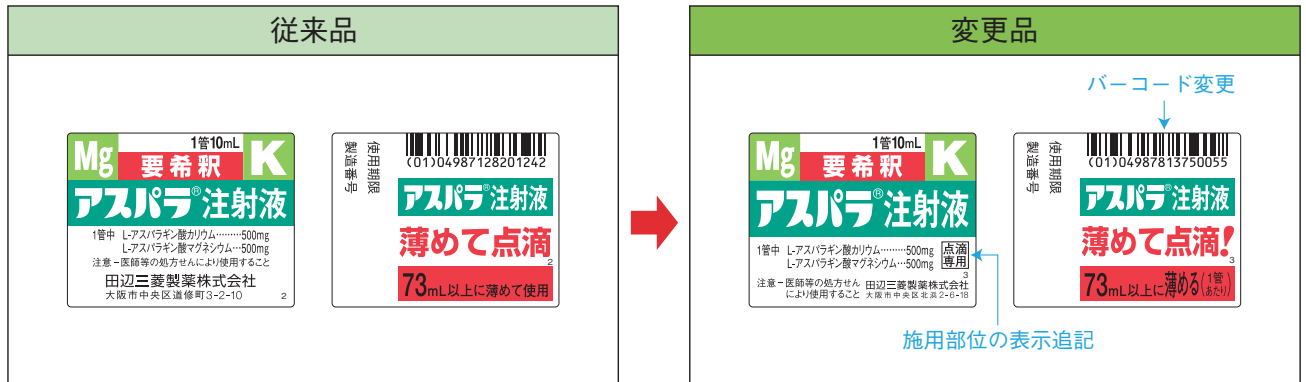 従来品
Mg
1管10mL
K
要希釈
アスパラ®注射液
1管中 L-アスパラギン酸カリウム………500mg
L-アスパラギン酸マグネシウム…500mg
注意－医師等の処方せんにより使用すること
田辺三菱製薬株式会社
大阪市中央区道修町3-2-10
2
使用期限
製造番号
(01)04987128201242
アスパラ®注射液
薄めて点滴
2
73mL以上に薄めて使用
変更品
バーコード変更
Mg
1管10mL
K
要希釈
アスパラ®注射液
1管中 L-アスパラギン酸カリウム………500mg
L-アスパラギン酸マグネシウム…500mg
点滴
専用
3
注意－医師等の処方せん
により使用すること
田辺三菱製薬株式会社
大阪市中央区北浜2-6-18
使用期限
製造番号
(01)04987813750055
アスパラ®注射液
薄めて点滴!
3
73mL以上に薄める(1管あたり)
施用部位の表示追記